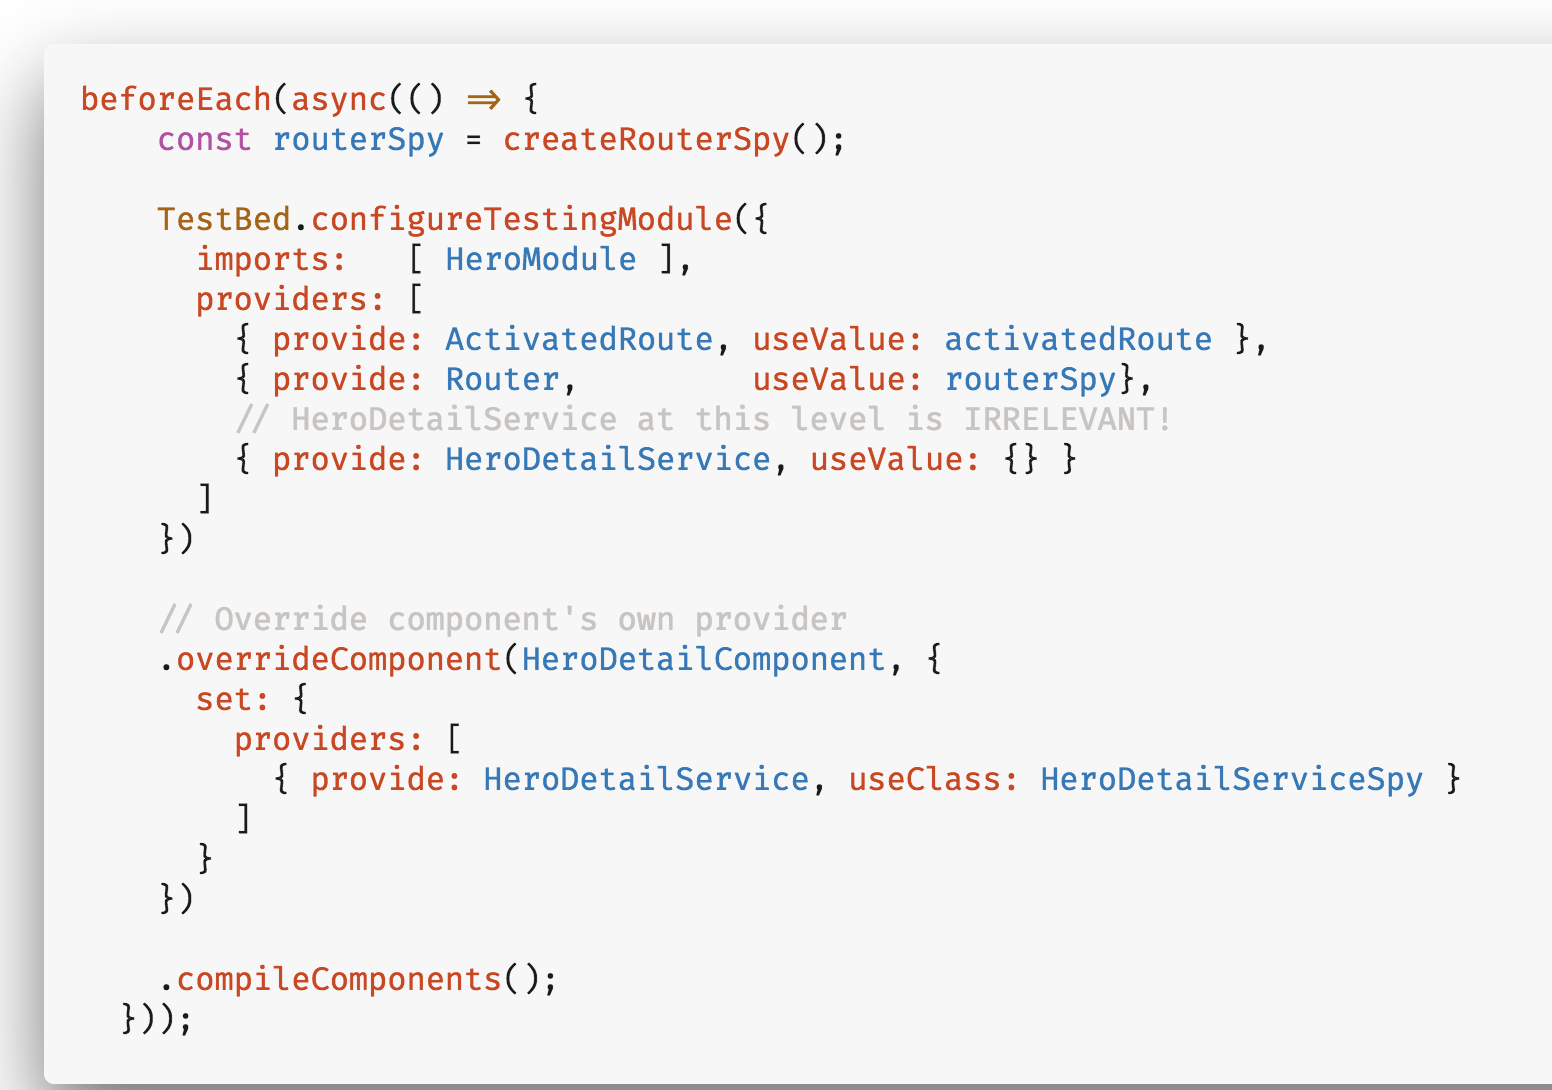 beforeEach(async(() => {
    const routerSpy = createRouterSpy();

    TestBed.configureTestingModule({
      imports:   [ HeroModule ],
      providers: [
        { provide: ActivatedRoute, useValue: activatedRoute },
        { provide: Router,         useValue: routerSpy},
        // HeroDetailService at this level is IRRELEVANT!
        { provide: HeroDetailService, useValue: {} }
      ]
    })

    // Override component's own provider
    .overrideComponent(HeroDetailComponent, {
      set: {
        providers: [
          { provide: HeroDetailService, useClass: HeroDetailServiceSpy }
        ]
      }
    })

    .compileComponents();
  }));